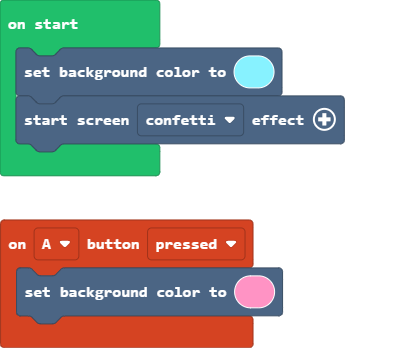 on start
set background color to
start screen confetti effect
on A button pressed
set background color to